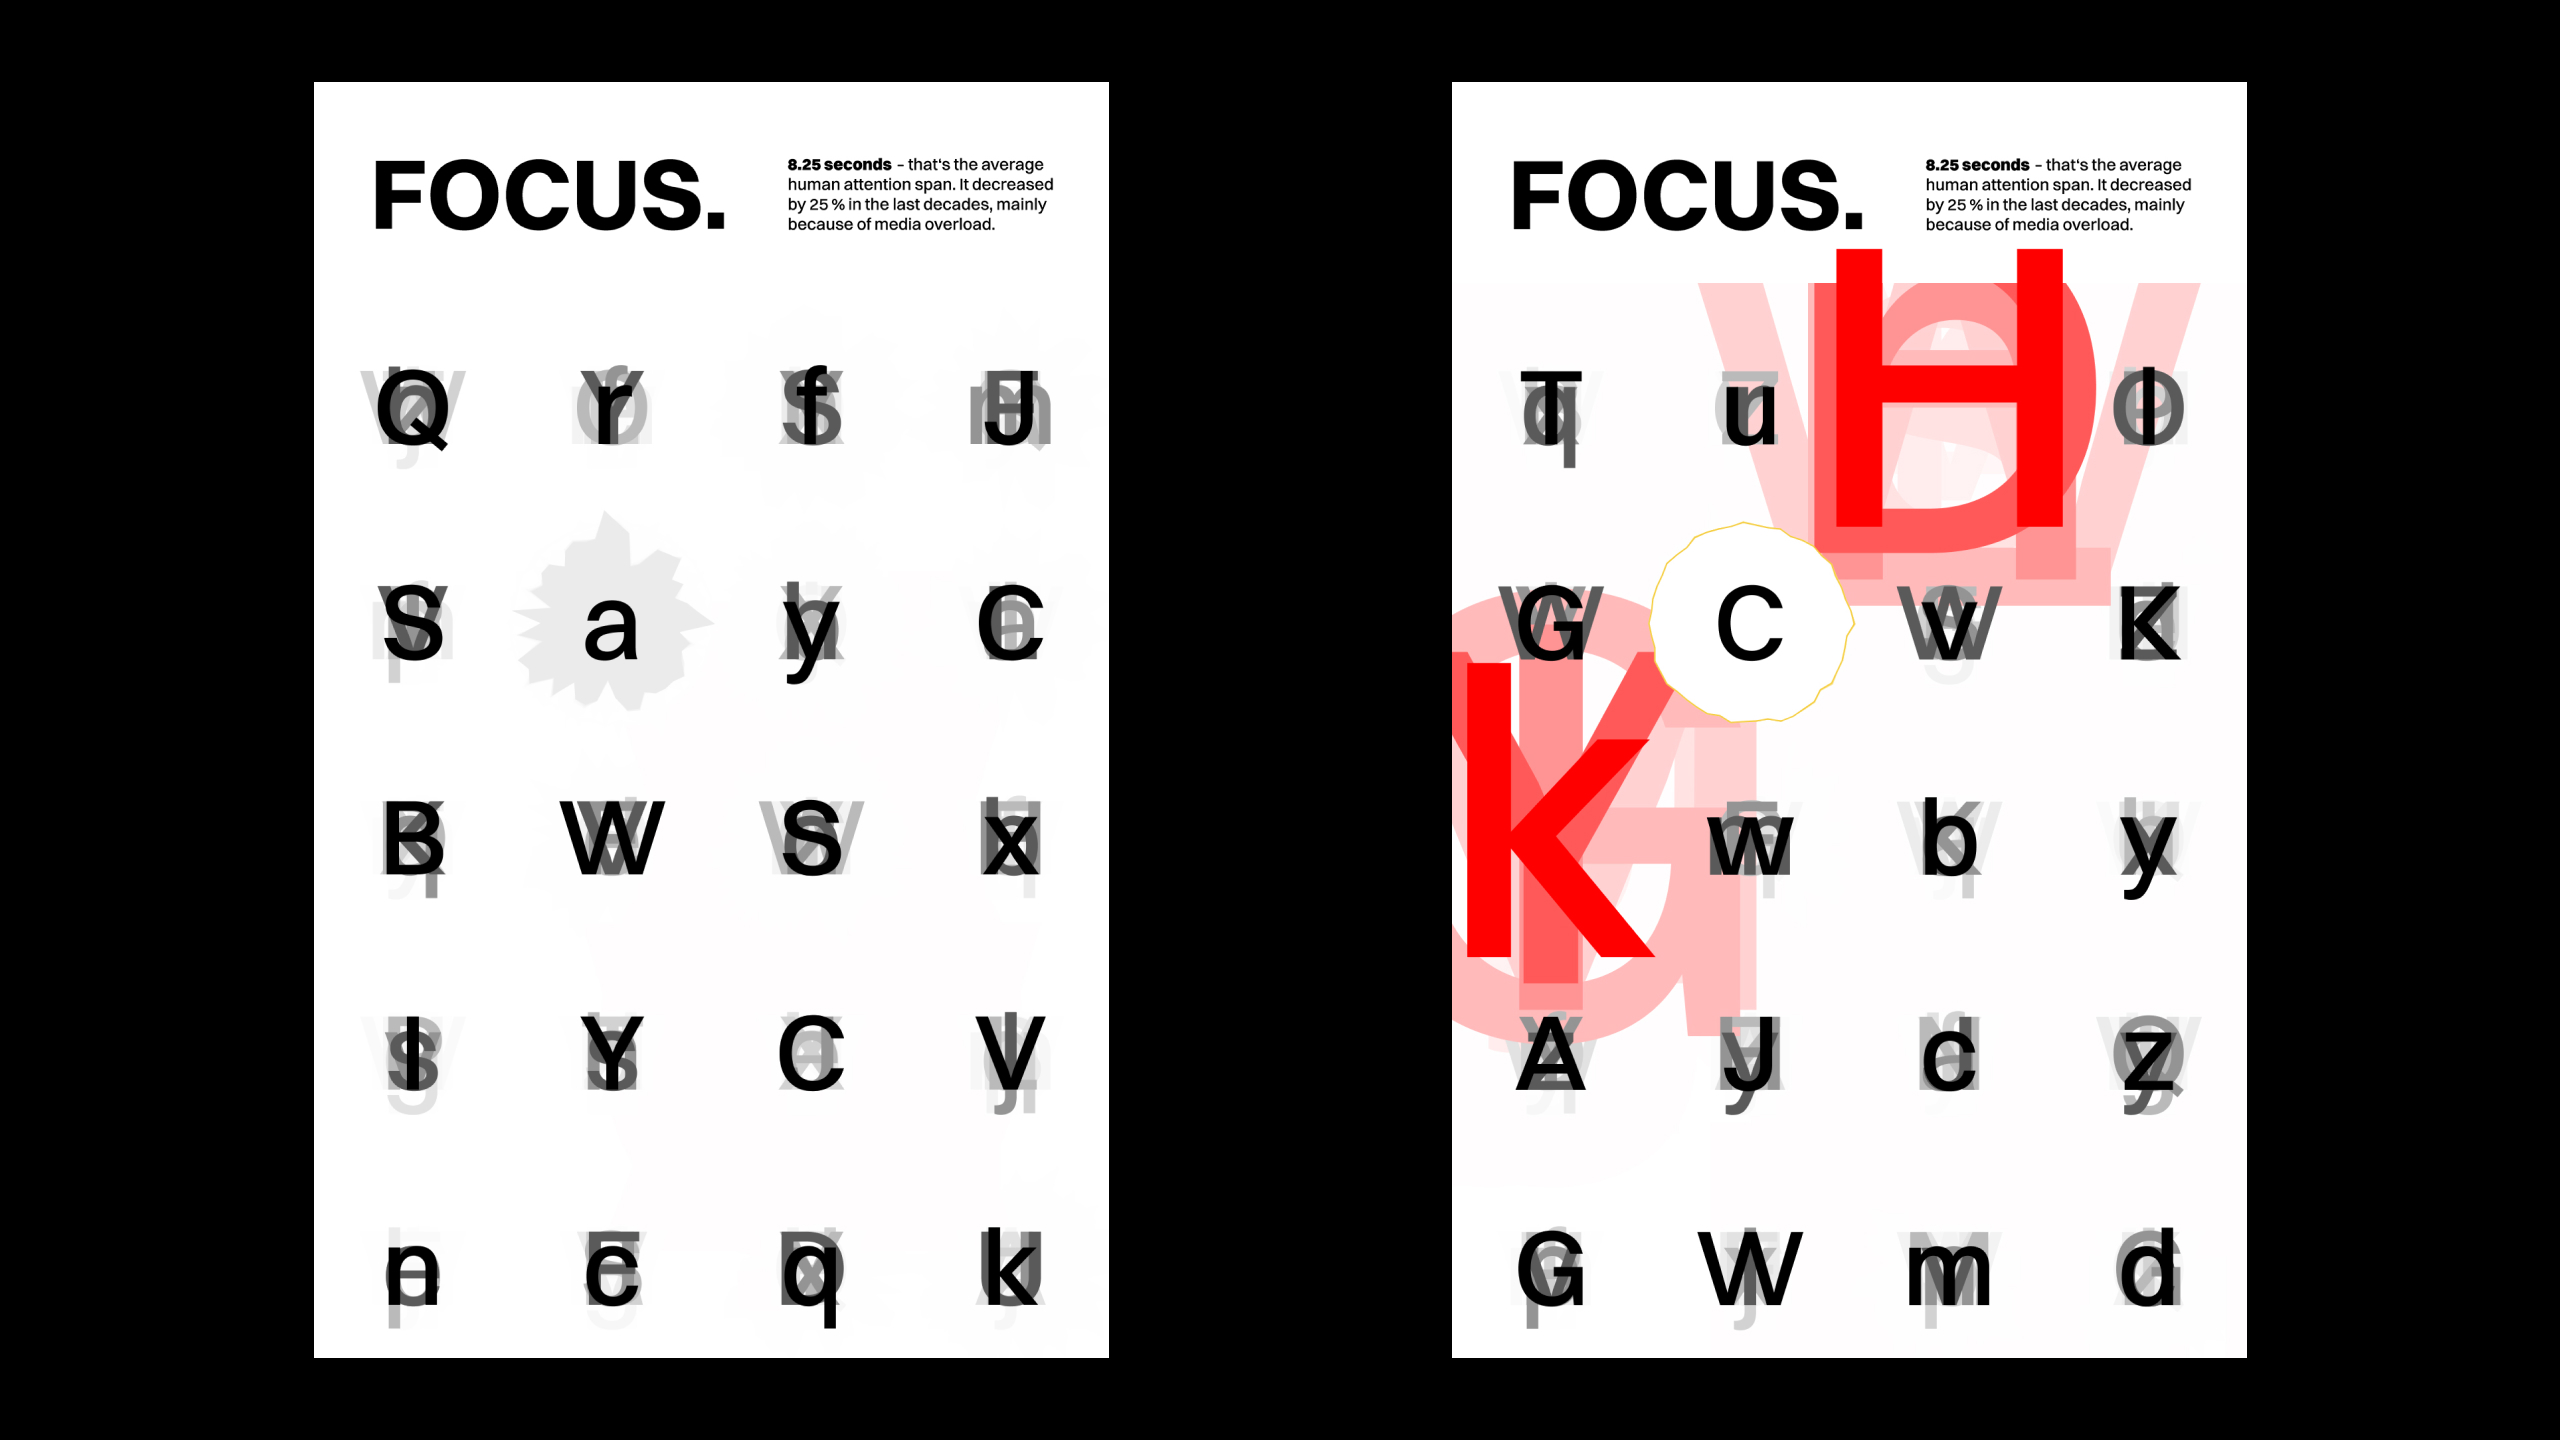 FOCUS.
8.25 seconds – that's the average
human attention span. It decreased
by 25 % in the last decades, mainly
because of media overload.
Q r f J
S a y C
B W S x
I Y C V
n c q k
FOCUS.
8.25 seconds – that's the average
human attention span. It decreased
by 25 % in the last decades, mainly
because of media overload.
T u H l
G C v K
K w b y
A J c z
G W m d